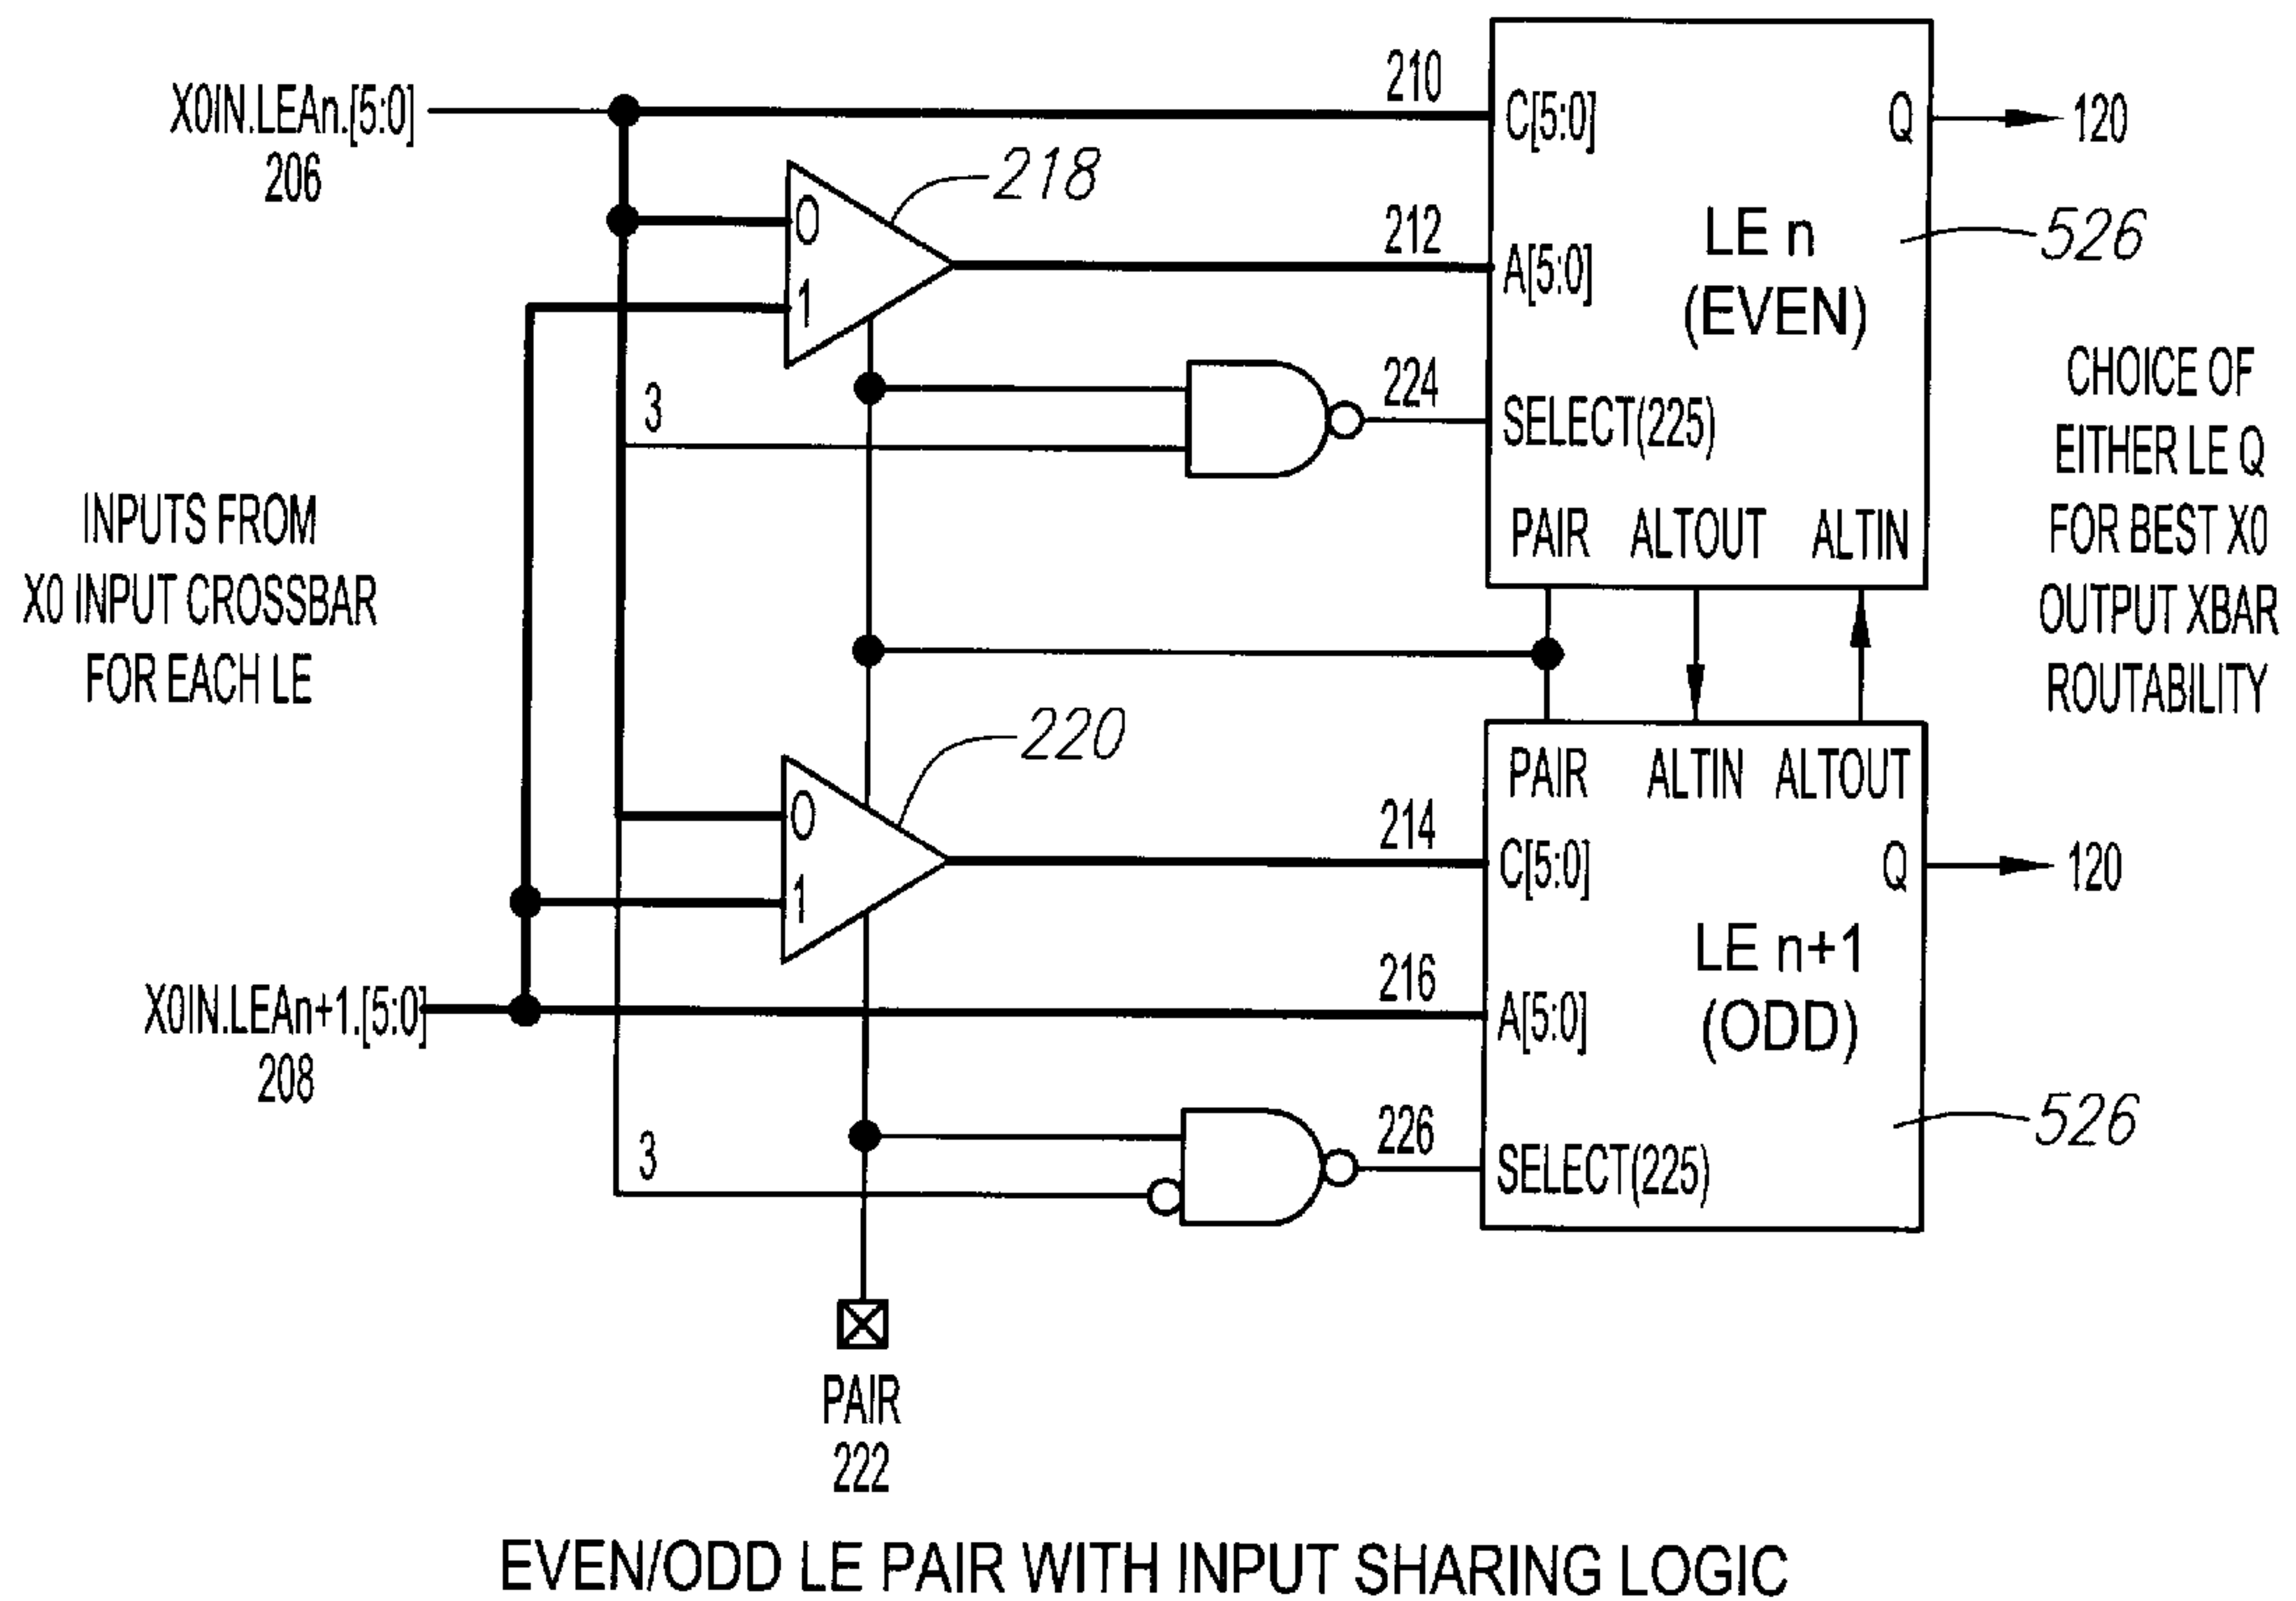 X0IN.LEAn.[5:0]
206
210
C[5:0]
Q
120
0
218
1
212
A[5:0]
LE n
(EVEN)
526
3
224
SELECT(225)
PAIR ALTOUT ALTIN
CHOICE OF
EITHER LE Q
FOR BEST X0
OUTPUT XBAR
ROUTABILITY
INPUTS FROM
X0 INPUT CROSSBAR
FOR EACH LE
220
PAIR ALTIN ALTOUT
0
1
214
C[5:0]
Q
120
X0IN.LEAn+1.[5:0]
208
216
A[5:0]
LE n+1
(ODD)
526
3
226
SELECT(225)
PAIR
222
EVEN/ODD LE PAIR WITH INPUT SHARING LOGIC